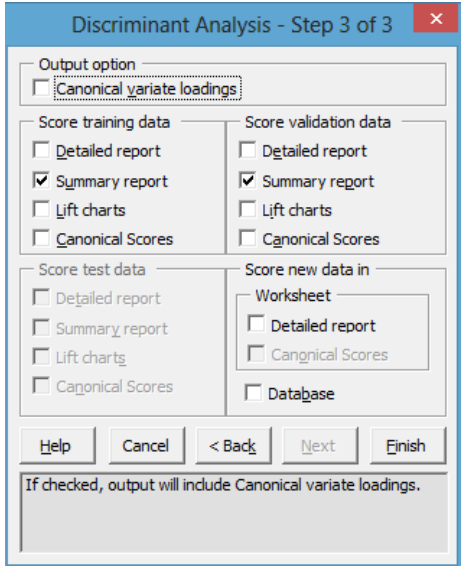 Discriminant Analysis - Step 3 of 3
Output option
Canonical variate loadings
Score training data
Detailed report
Summary report
Lift charts
Canonical Scores
Score validation data
Detailed report
Summary report
Lift charts
Canonical Scores
Score test data
Detailed report
Summary report
Lift charts
Canonical Scores
Score new data in
Worksheet
Detailed report
Canonical Scores
Database
Help
Cancel
< Back
Next
Finish
If checked, output will include Canonical variate loadings.